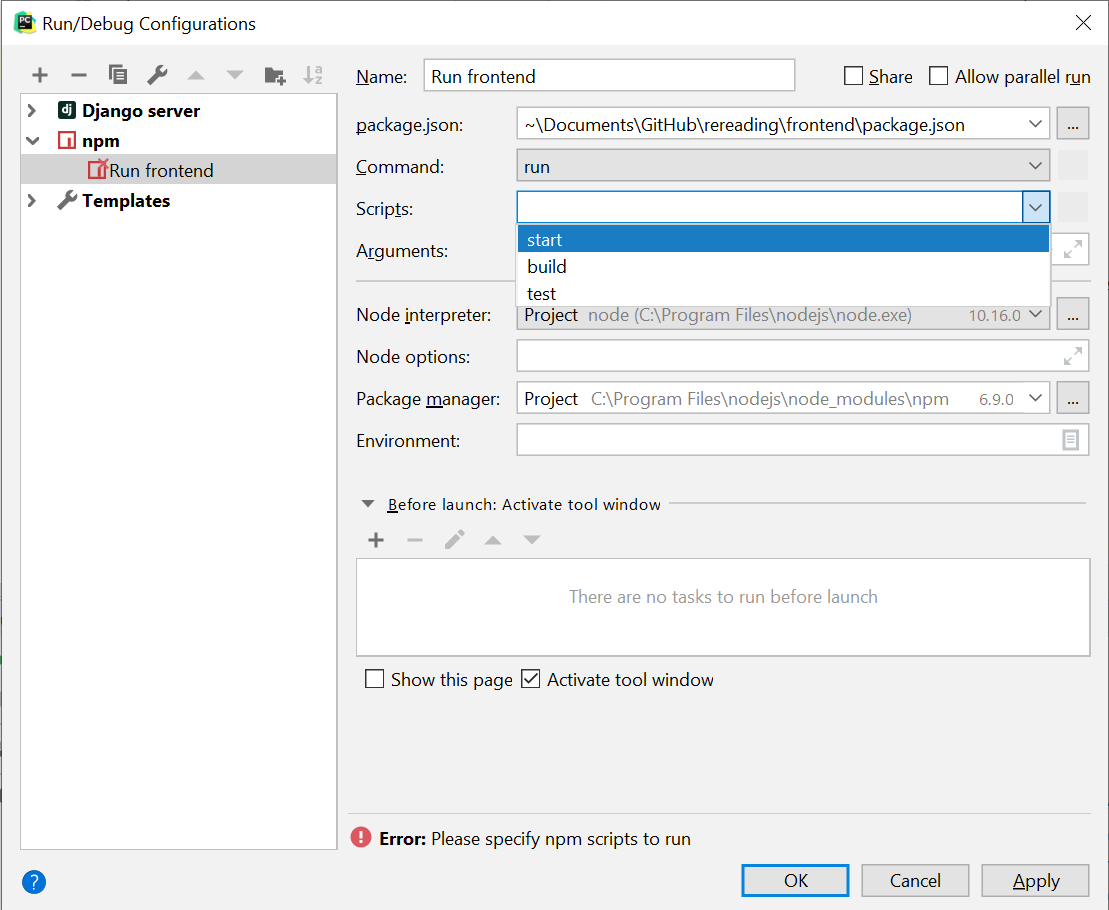 Run/Debug Configurations
Name: Run frontend Share Allow parallel run
Django server
npm
Run frontend
Templates
package.json: ~\Documents\GitHub\rereading\frontend\package.json ...
Command: run
Scripts:
start
build
test
Arguments:
Node interpreter: Project node (C:\Program Files\nodejs\node.exe) 10.16.0 ...
Node options:
Package manager: Project C:\Program Files\nodejs\node_modules\npm 6.9.0 ...
Environment:
Before launch: Activate tool window
There are no tasks to run before launch
Show this page Activate tool window
Error: Please specify npm scripts to run
? OK Cancel Apply